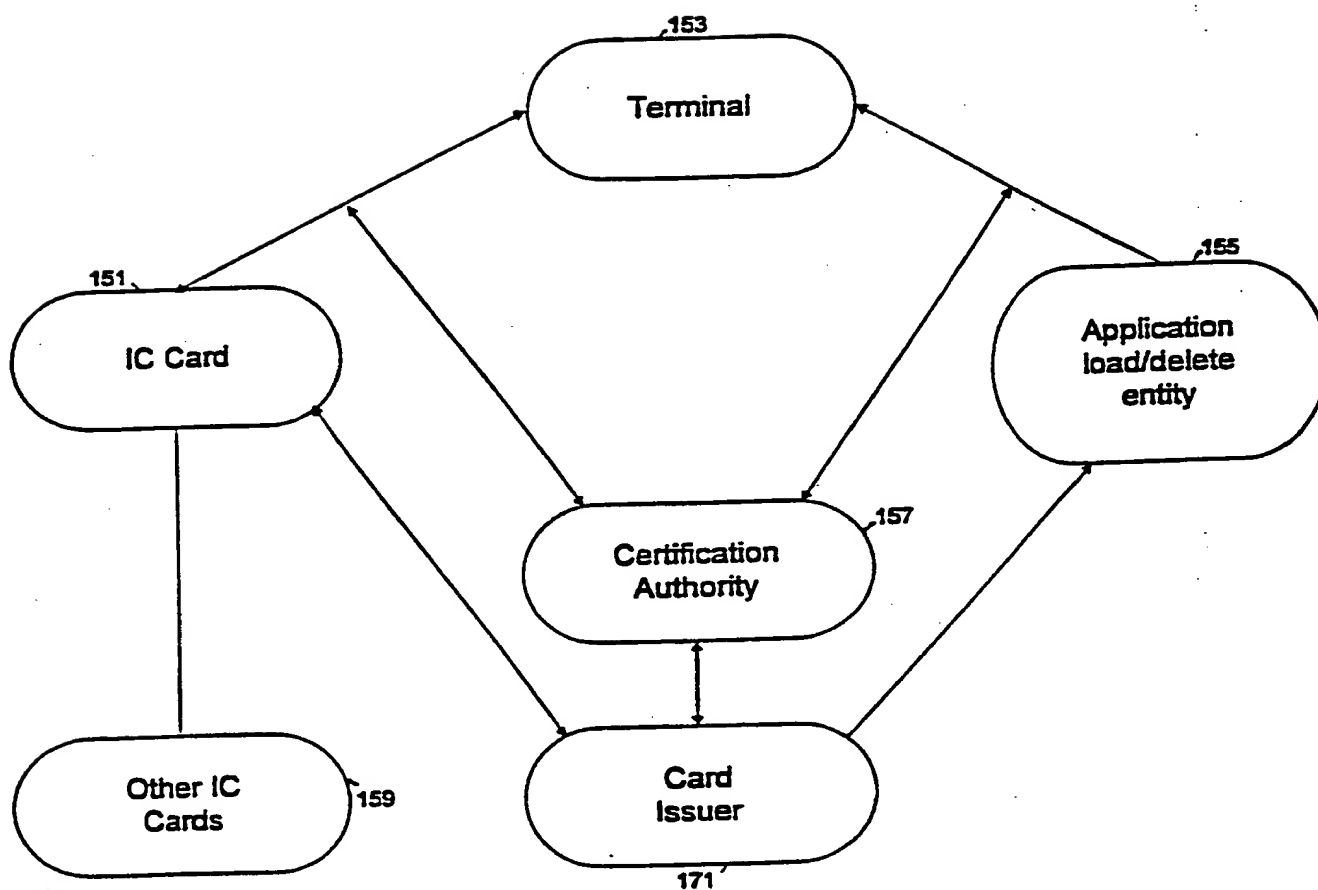 153
Terminal
151
IC Card
155
Application
load/delete
entity
157
Certification
Authority
Other IC
Cards
159
Card
Issuer
171